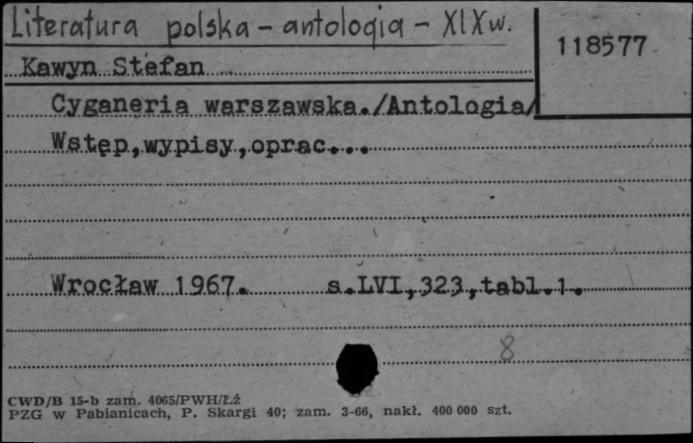 Literatura polska - antologia - XIX w.
118577
Kawyn Stefan
Cyganeria warszawska./Antologia/
Wstęp,wypisy,oprac...
Wrocław 1967. s.LVI,323,tabl.1.
8
CWD/B 15-b zam. 4065/PWH/Łź
PZG w Pabianicach, P. Skargi 40; zam. 3-66, nakł. 400 000 szt.